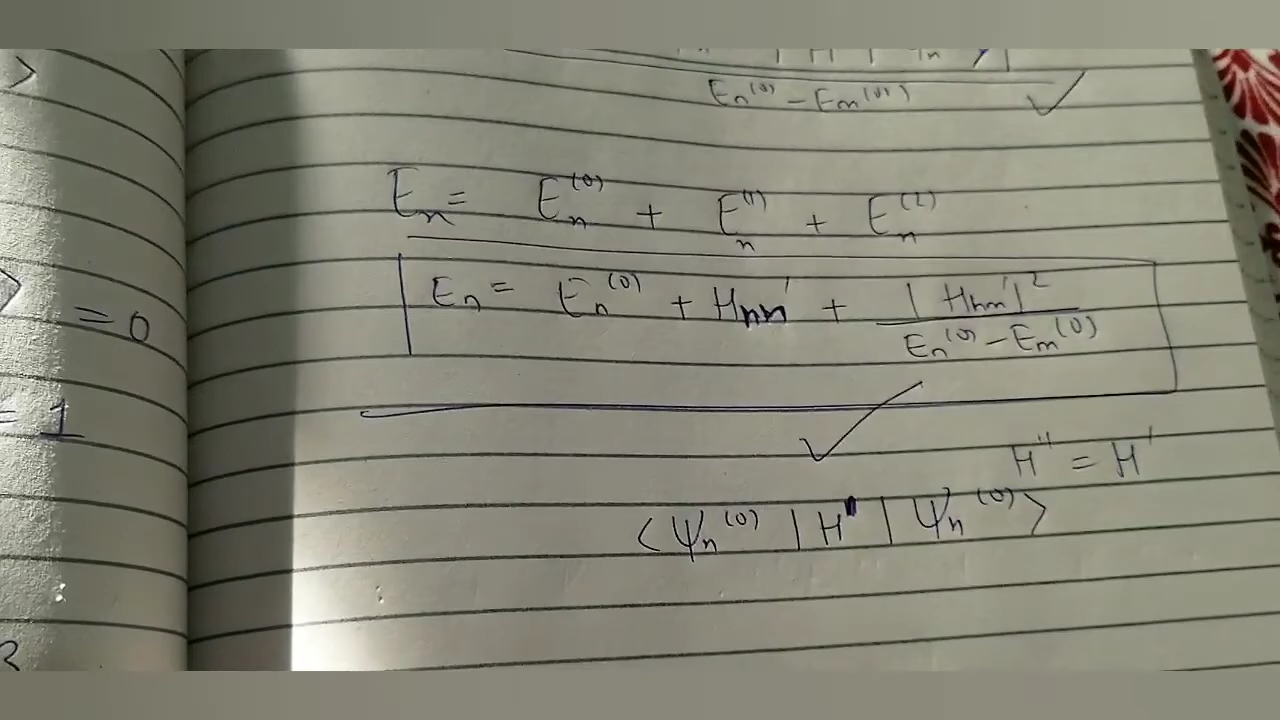 >
| H | ψn >|
En⁽⁰⁾ – Em⁽⁰⁾
En = En⁽⁰⁾ + En⁽¹⁾ + En⁽²⁾
> = 0
En = En⁽⁰⁾ + Hnn' + | Hnm' |² / En⁽⁰⁾ – Em⁽⁰⁾
= 1
H'' = H'
< ψn⁽⁰⁾ | H' | ψn⁽⁰⁾ >